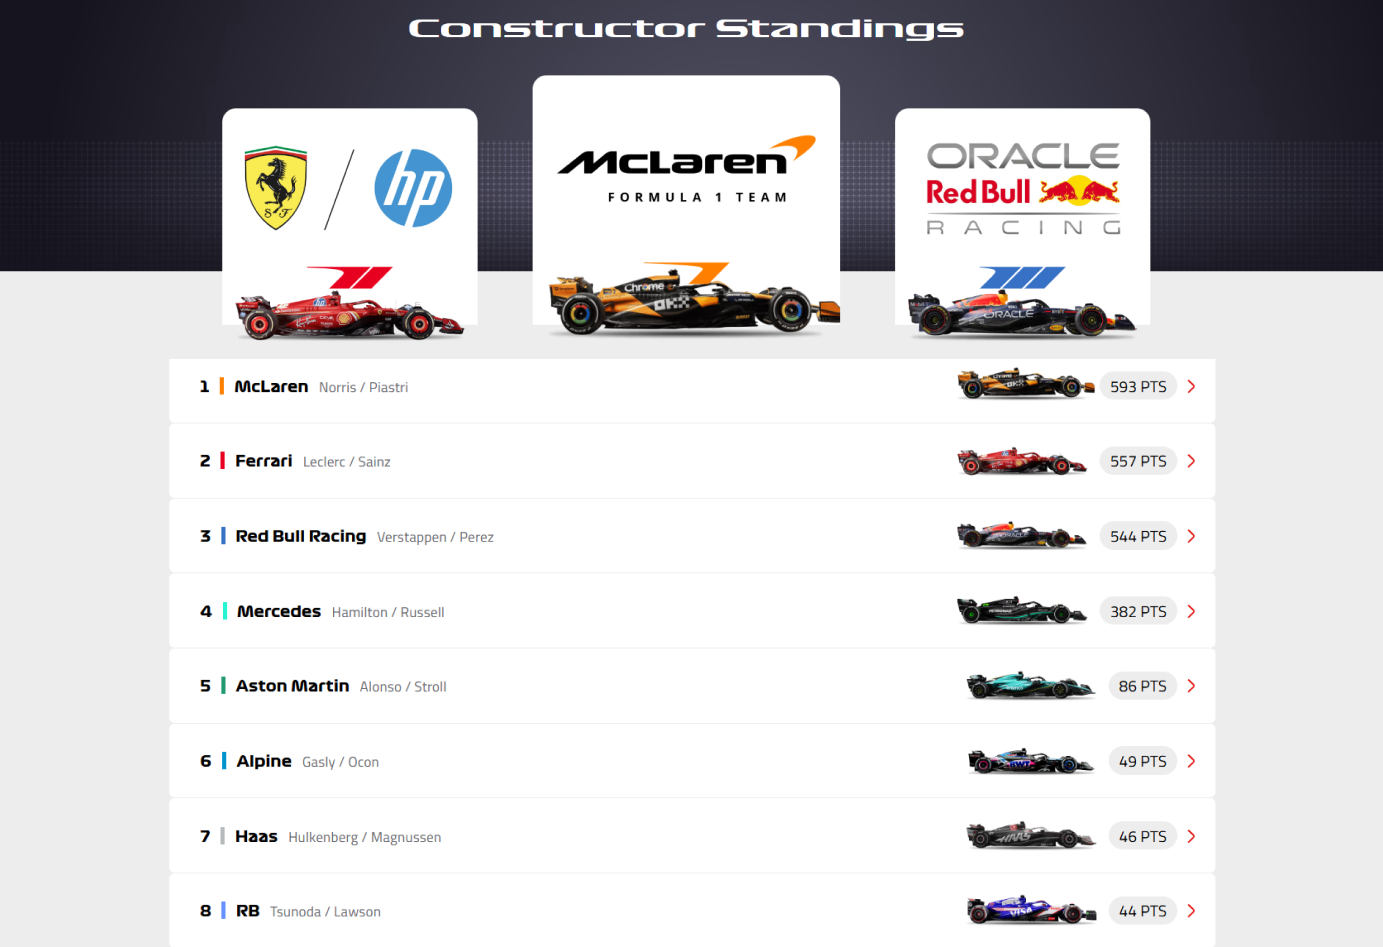 Constructor Standings
S F
hp
McLaren
FORMULA 1 TEAM
ORACLE
Red Bull
RACING
1 McLaren Norris / Piastri 593 PTS
2 Ferrari Leclerc / Sainz 557 PTS
3 Red Bull Racing Verstappen / Perez 544 PTS
4 Mercedes Hamilton / Russell 382 PTS
5 Aston Martin Alonso / Stroll 86 PTS
6 Alpine Gasly / Ocon 49 PTS
7 Haas Hulkenberg / Magnussen 46 PTS
8 RB Tsunoda / Lawson 44 PTS